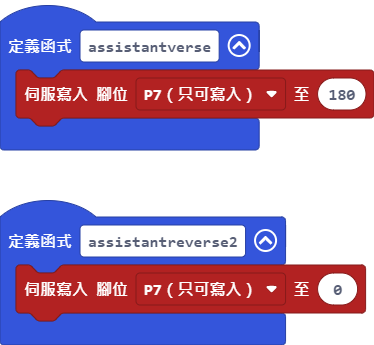 定義函式 assistantverse
伺服寫入 腳位 P7 ( 只可寫入 ) 至 180
定義函式 assistantreverse2
伺服寫入 腳位 P7 ( 只可寫入 ) 至 0